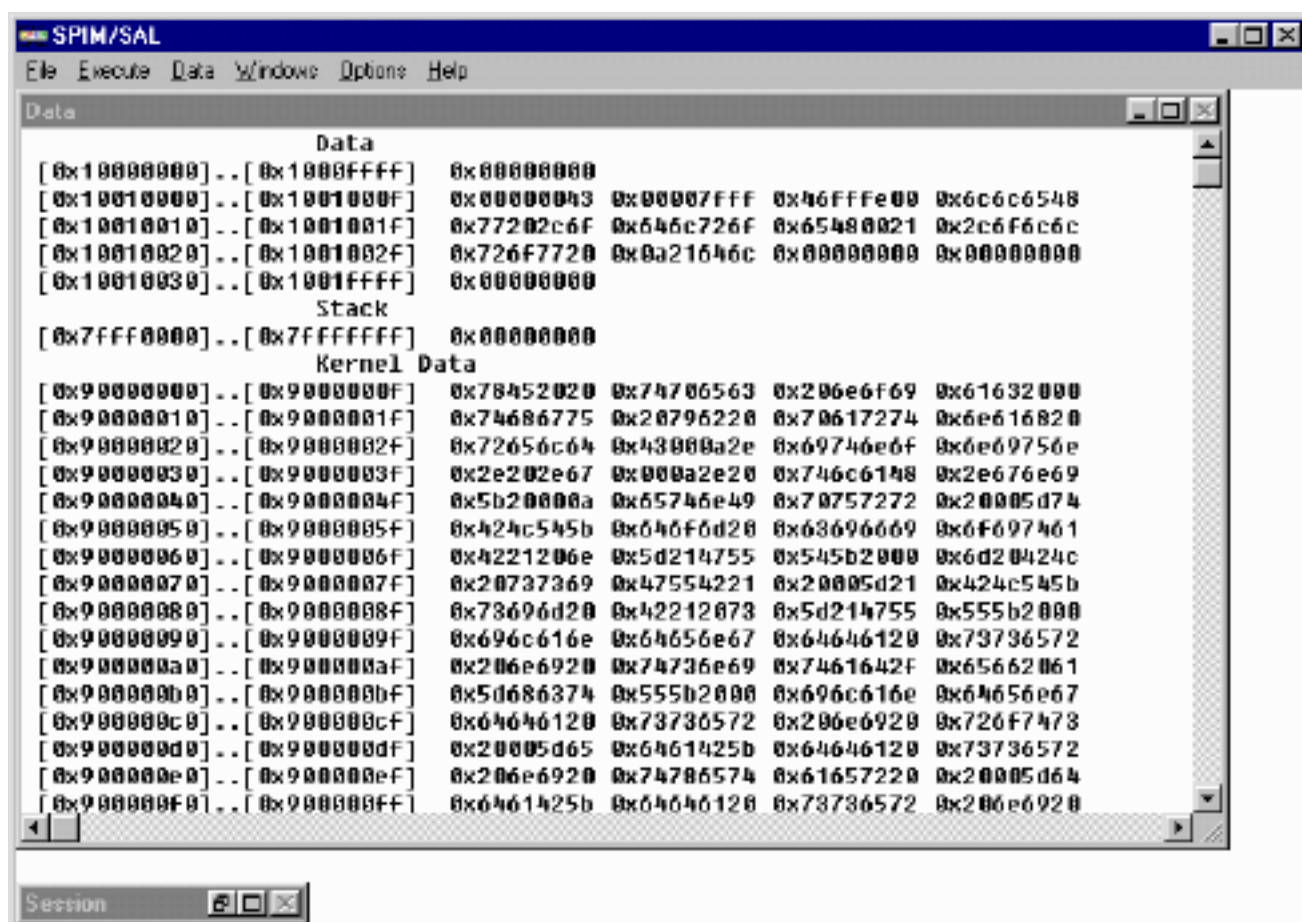 SPIM/SAL
File Execute Data Windows Options Help
Data
Data
[0x10000000]..[0x1000ffff] 0x00000000
[0x10010000]..[0x1001000f] 0x00000043 0x00007fff 0x46fffe00 0x6c6c6548
[0x10010010]..[0x1001001f] 0x77202c6f 0x646c726f 0x65480021 0x2c6f6c6c
[0x10010020]..[0x1001002f] 0x726f7720 0x0a21646c 0x00000000 0x00000000
[0x10010030]..[0x1001ffff] 0x00000000
Stack
[0x7fff0000]..[0x7fffffff] 0x00000000
Kernel Data
[0x90000000]..[0x9000000f] 0x78452020 0x74706563 0x206e6f69 0x61632000
[0x90000010]..[0x9000001f] 0x74686775 0x20796220 0x70617274 0x6e616820
[0x90000020]..[0x9000002f] 0x72656c64 0x43000a2e 0x69746e6f 0x6e69756e
[0x90000030]..[0x9000003f] 0x2e202e67 0x000a2e20 0x746c6148 0x2e676e69
[0x90000040]..[0x9000004f] 0x5b20000a 0x65746e49 0x70757272 0x20005d74
[0x90000050]..[0x9000005f] 0x424c545b 0x646f6d20 0x63696669 0x6f697461
[0x90000060]..[0x9000006f] 0x4221206e 0x5d214755 0x545b2000 0x6d20424c
[0x90000070]..[0x9000007f] 0x20737369 0x47554221 0x20005d21 0x424c545b
[0x90000080]..[0x9000008f] 0x73696d20 0x42212073 0x5d214755 0x555b2000
[0x90000090]..[0x9000009f] 0x696c616e 0x64656e67 0x64646120 0x73736572
[0x900000a0]..[0x900000af] 0x206e6920 0x74736e69 0x7461642f 0x65662061
[0x900000b0]..[0x900000bf] 0x5d686374 0x555b2000 0x696c616e 0x64656e67
[0x900000c0]..[0x900000cf] 0x64646120 0x73736572 0x206e6920 0x726f7473
[0x900000d0]..[0x900000df] 0x20005d65 0x6461425b 0x64646120 0x73736572
[0x900000e0]..[0x900000ef] 0x206e6920 0x74786574 0x61657220 0x20005d64
[0x900000f0]..[0x900000ff] 0x6461425b 0x64646120 0x73736572 0x206e6920
Session